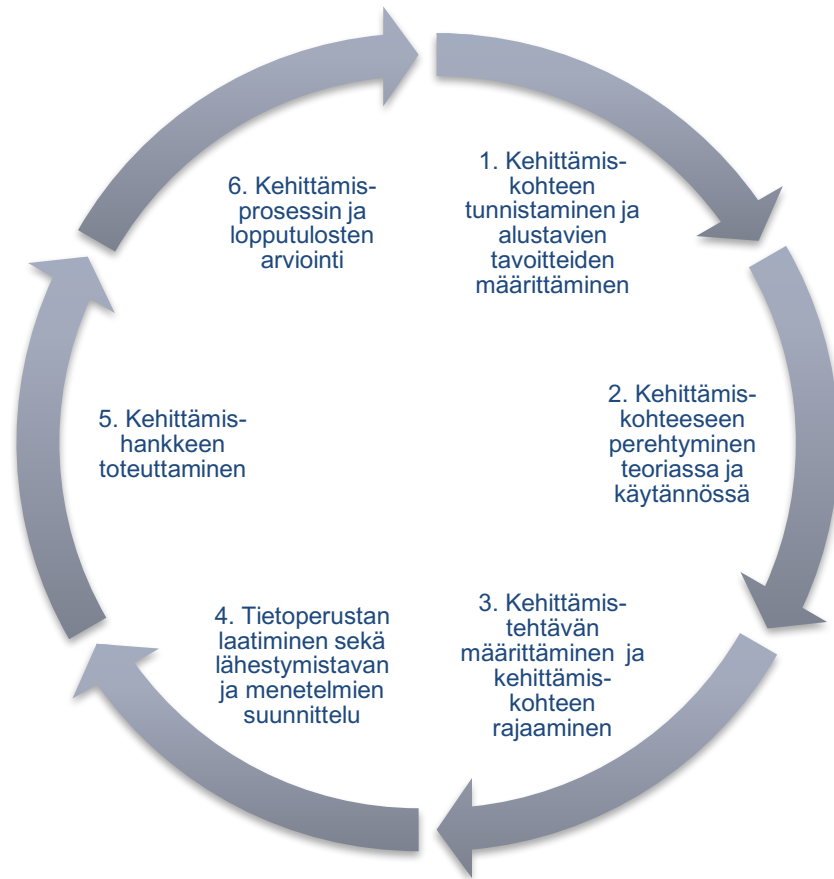 1. Kehittämis-
kohteen
tunnistaminen ja
alustavien
tavoitteiden
määrittäminen
2. Kehittämis-
kohteeseen
perehtyminen
teoriassa ja
käytännössä
3. Kehittämis-
tehtävän
määrittäminen ja
kehittämis-
kohteen
rajaaminen
4. Tietoperustan
laatiminen sekä
lähestymistavan
ja menetelmien
suunnittelu
5. Kehittämis-
hankkeen
toteuttaminen
6. Kehittämis-
prosessin ja
lopputulosten
arviointi